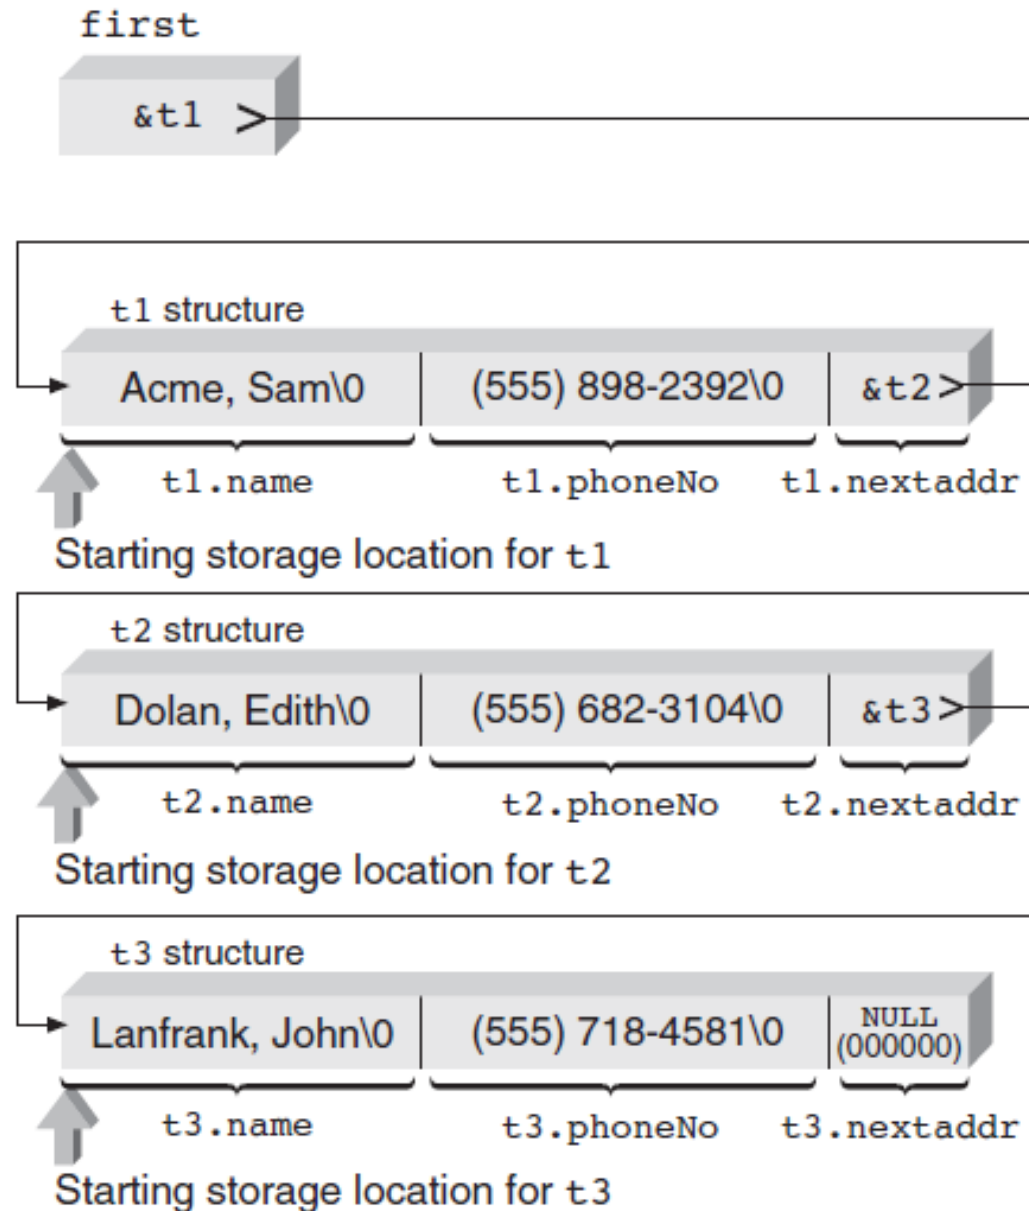 first
&t1 >
t1 structure
Acme, Sam\0 (555) 898-2392\0 &t2>
t1.name t1.phoneNo t1.nextaddr
Starting storage location for t1
t2 structure
Dolan, Edith\0 (555) 682-3104\0 &t3>
t2.name t2.phoneNo t2.nextaddr
Starting storage location for t2
t3 structure
Lanfrank, John\0 (555) 718-4581\0 NULL
(000000)
t3.name t3.phoneNo t3.nextaddr
Starting storage location for t3